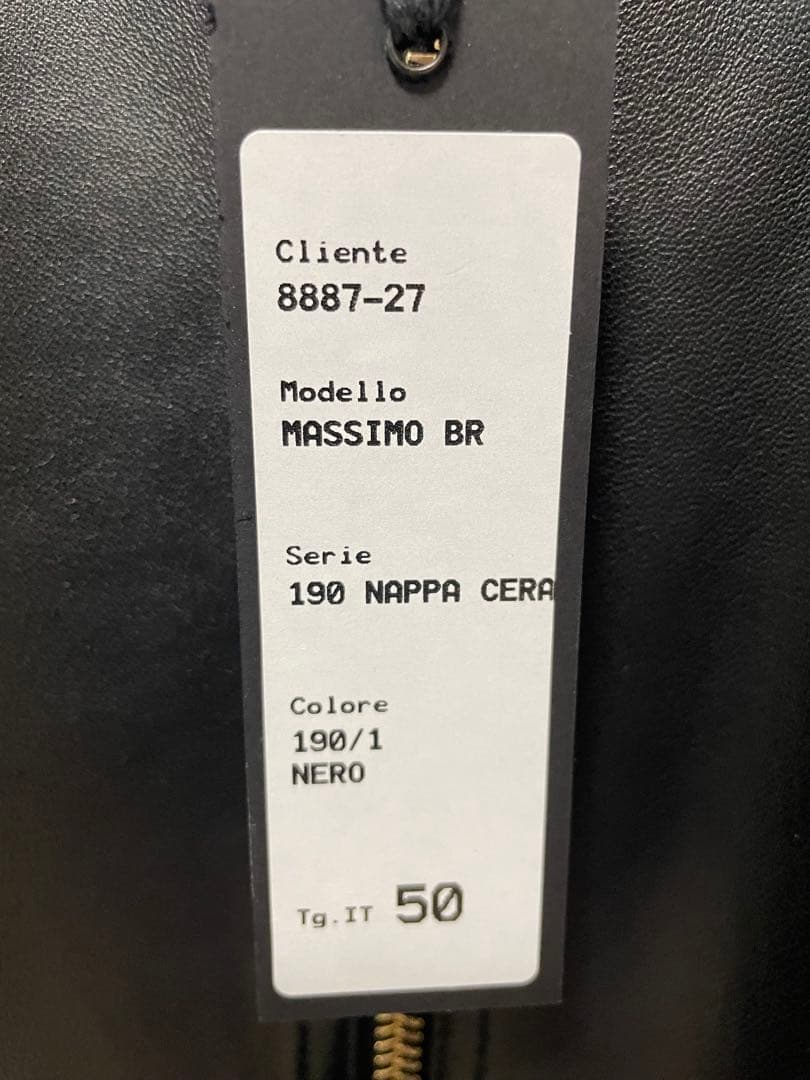 Cliente
8887-27
Modello
MASSIMO BR
Serie
190 NAPPA CERA
Colore
190/1
NERO
Tg.IT 50